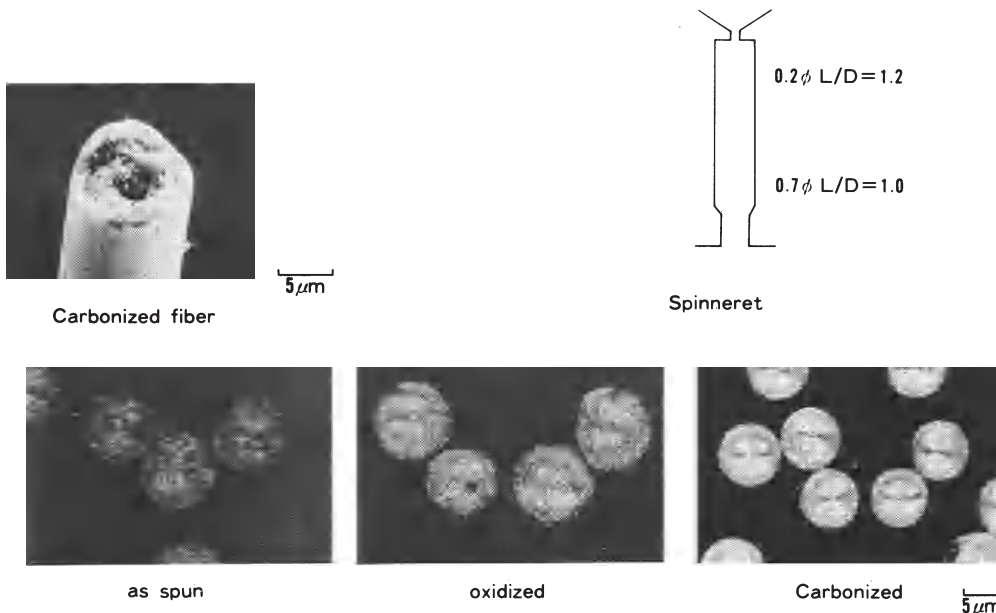 0.2φ L/D=1.2
0.7φ L/D=1.0
5μm
Carbonized fiber
Spinneret
as spun
oxidized
Carbonized
5μm